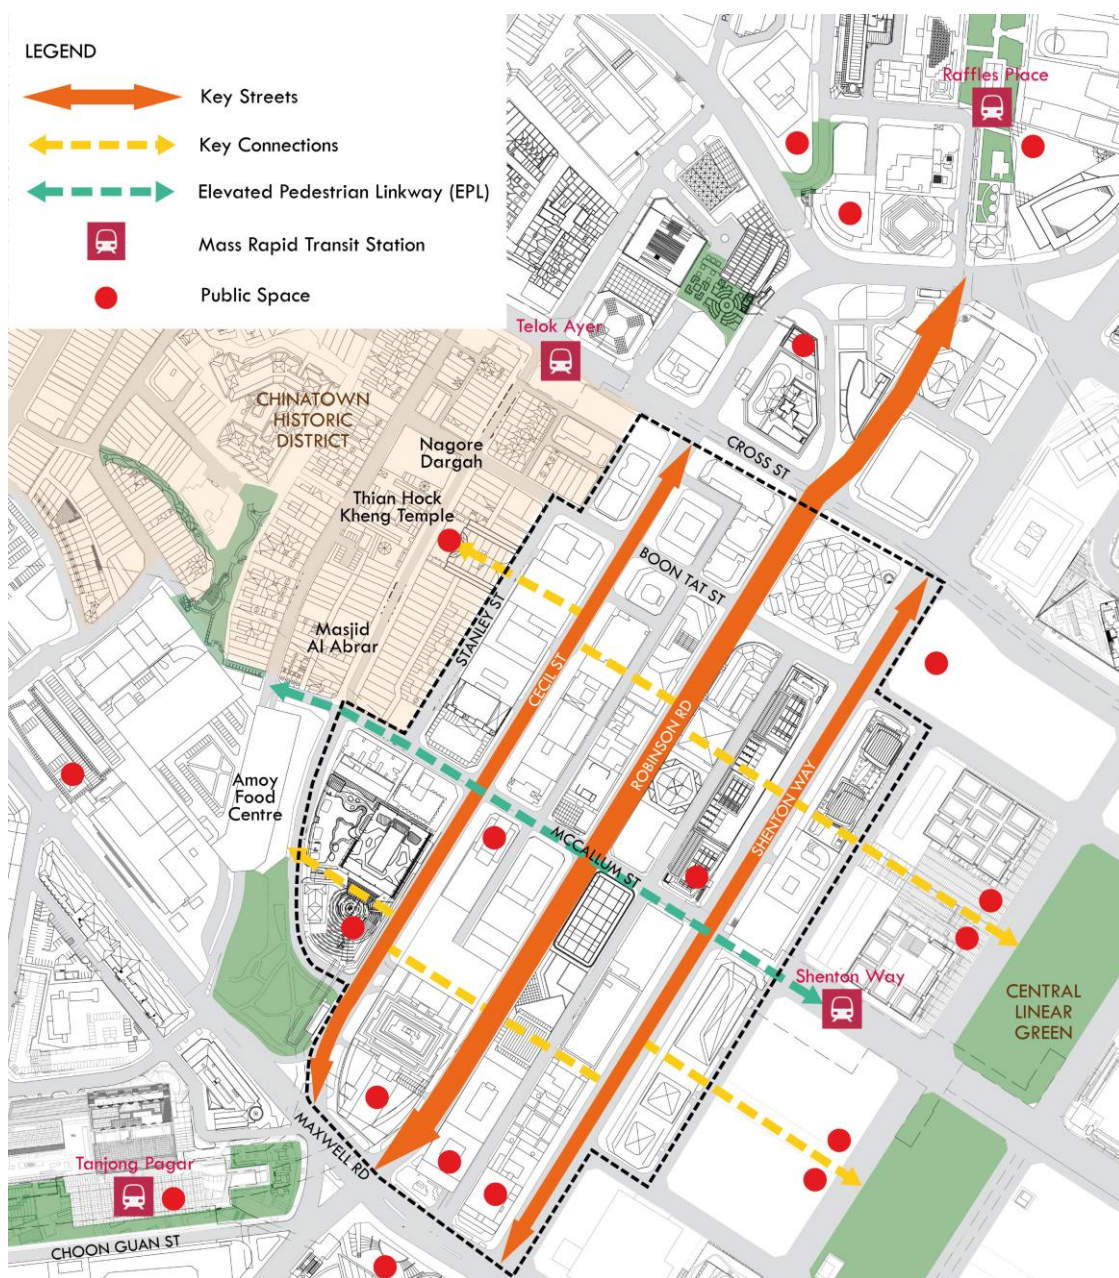 LEGEND
Key Streets
Key Connections
Elevated Pedestrian Linkway (EPL)
Mass Rapid Transit Station
Public Space
Raffles Place
Telok Ayer
CHINATOWN
HISTORIC
DISTRICT
Nagore
Dargah
CROSS ST
Thian Hock
Kheng Temple
BOON TAT ST
STANLEY ST
Masjid
Al Abrar
CECIL ST
ROBINSON RD
SHENTON WAY
Amoy
Food
Centre
MCCALLUM ST
Shenton Way
CENTRAL
LINEAR
GREEN
MAXWELL RD
Tanjong Pagar
CHOON GUAN ST